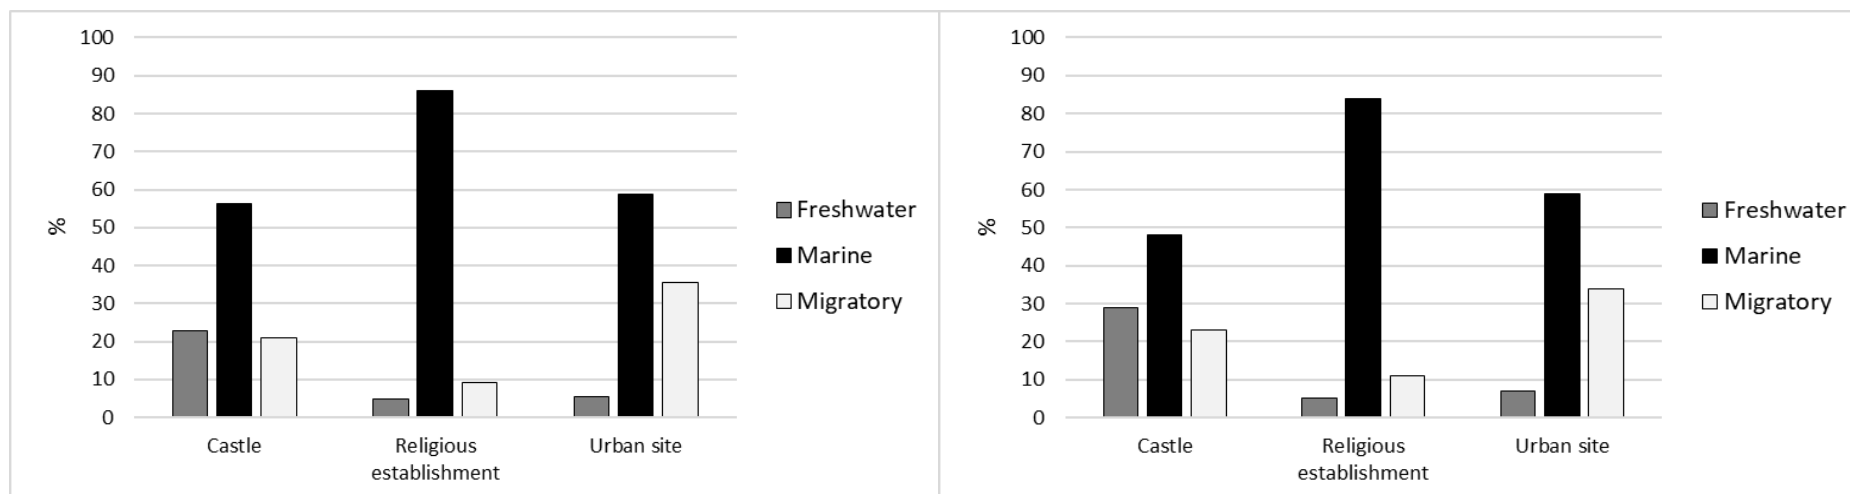 100
90
80
70
60
50
40
30
20
10
0
%
Castle
Religious
establishment
Urban site
Freshwater
Marine
Migratory
100
90
80
70
60
50
40
30
20
10
0
%
Castle
Religious
establishment
Urban site
Freshwater
Marine
Migratory